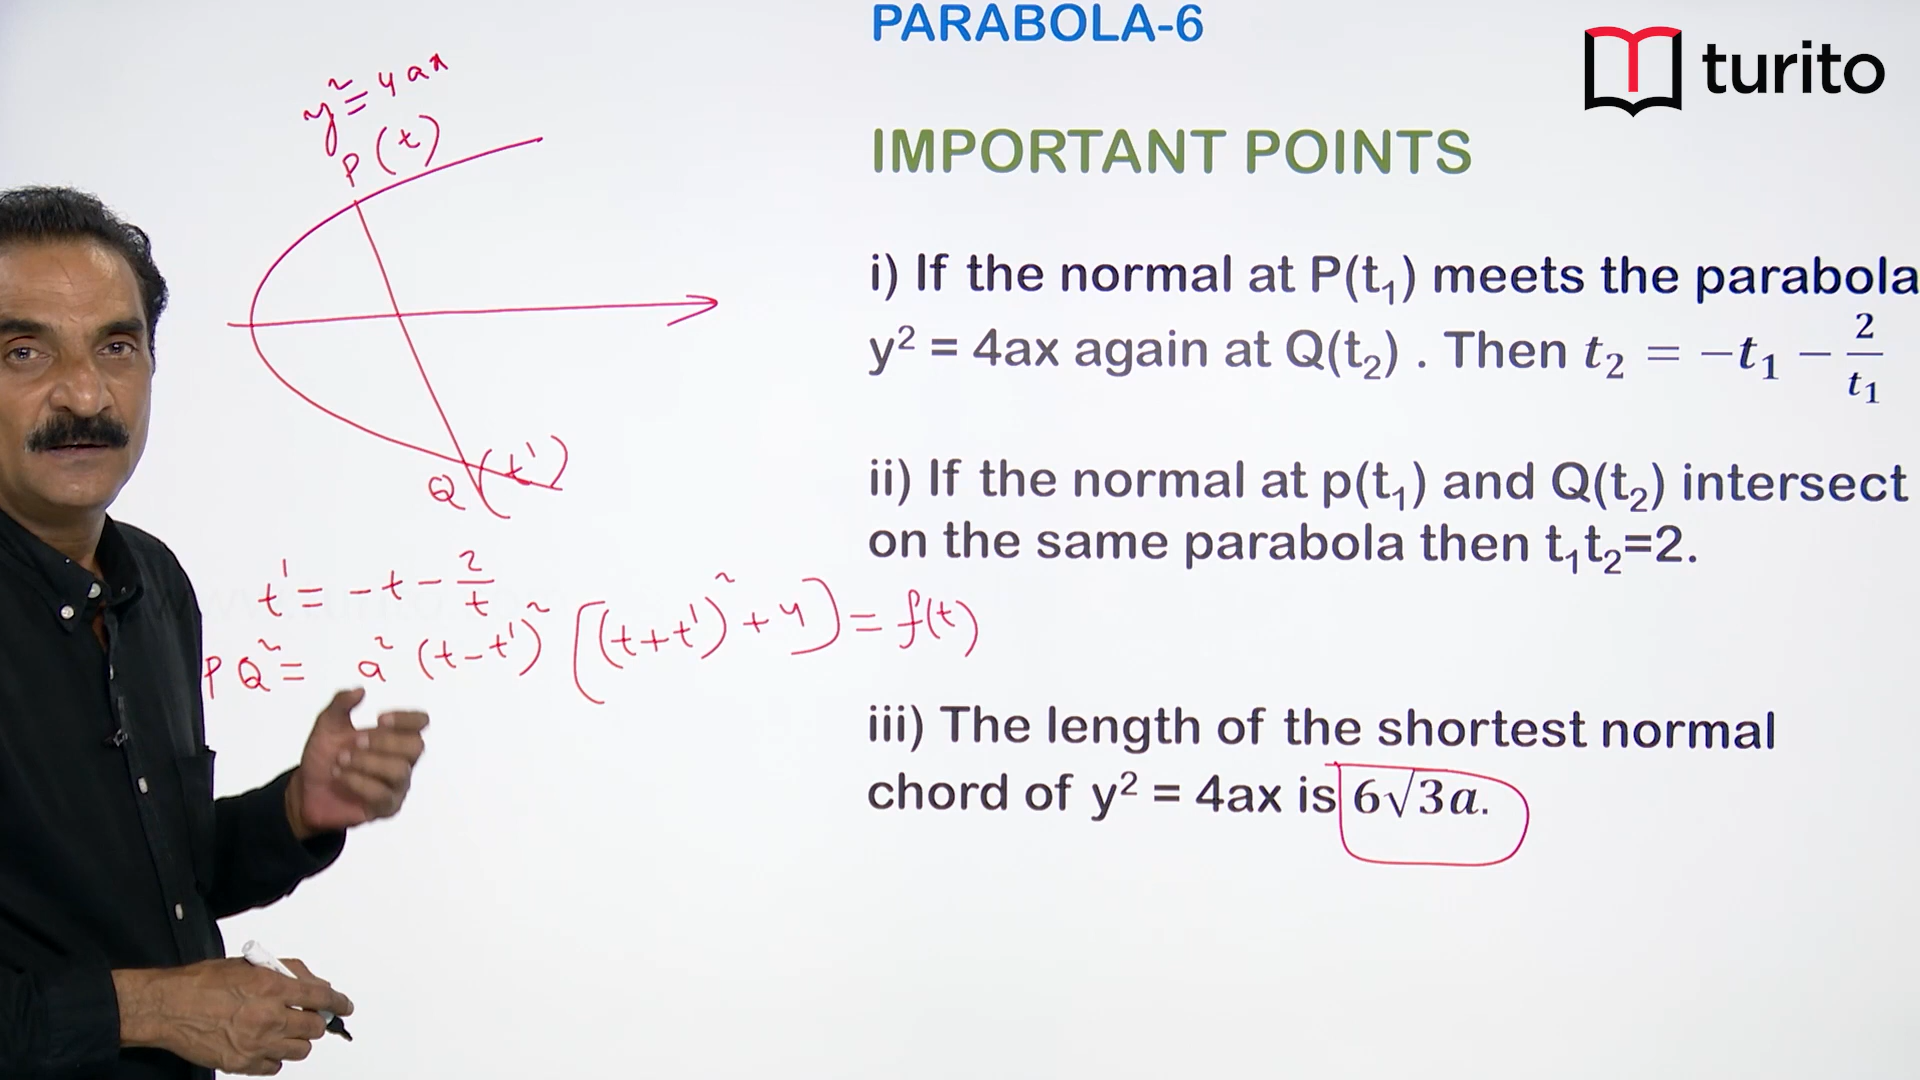 PARABOLA-6
turito
IMPORTANT POINTS
i) If the normal at P(t₁) meets the parabola
y² = 4ax again at Q(t₂) . Then t₂ = −t₁ − 2/t₁
ii) If the normal at p(t₁) and Q(t₂) intersect
on the same parabola then t₁t₂=2.
iii) The length of the shortest normal
chord of y² = 4ax is 6√3a.
y² = 4ax
P(t)
Q(t')
t' = -t - 2/t
PQ² = a²(t-t')² [(t+t')² + 4] = f(t)